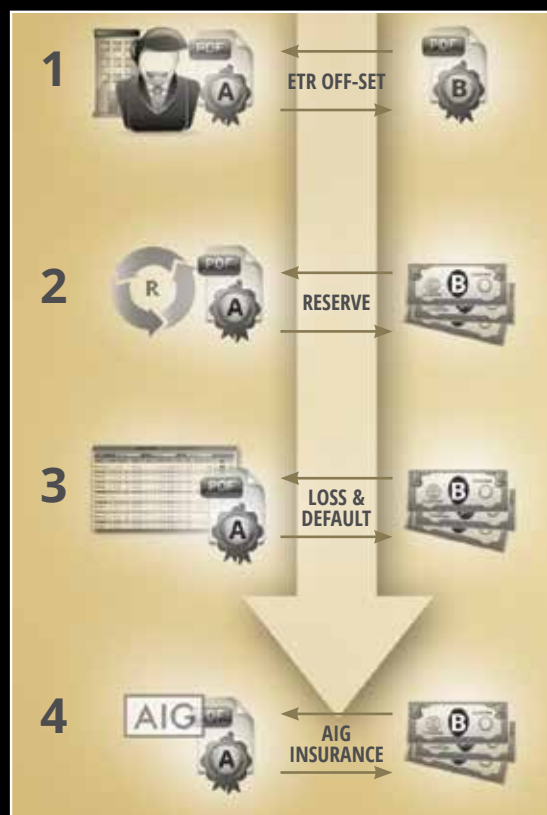 1
PDF
A
ETR OFF-SET
PDF
B
2
R
PDF
A
RESERVE
B
3
PDF
A
LOSS &
DEFAULT
B
4
AIG
A
AIG
INSURANCE
B